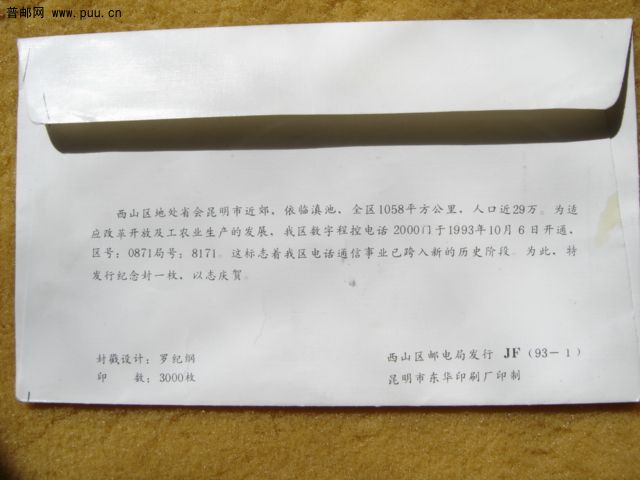 普邮网 www.puu.cn
西山区地处省会昆明市近郊，依临滇池，全区1058平方公里，人口近29万。为适
应改革开放及工农业生产的发展，我区数字程控电话 2000门于1993年10月 6 日开通，
区号：0871局号：8171。这标志着我区电话通信事业已跨入新的历史阶段。为此，特
发行纪念封一枚，以志庆贺。
封戳设计：罗纪纲
西山区邮电局发行 JF（93－1）
印　　数：3000枚
昆明市东华印刷厂印制